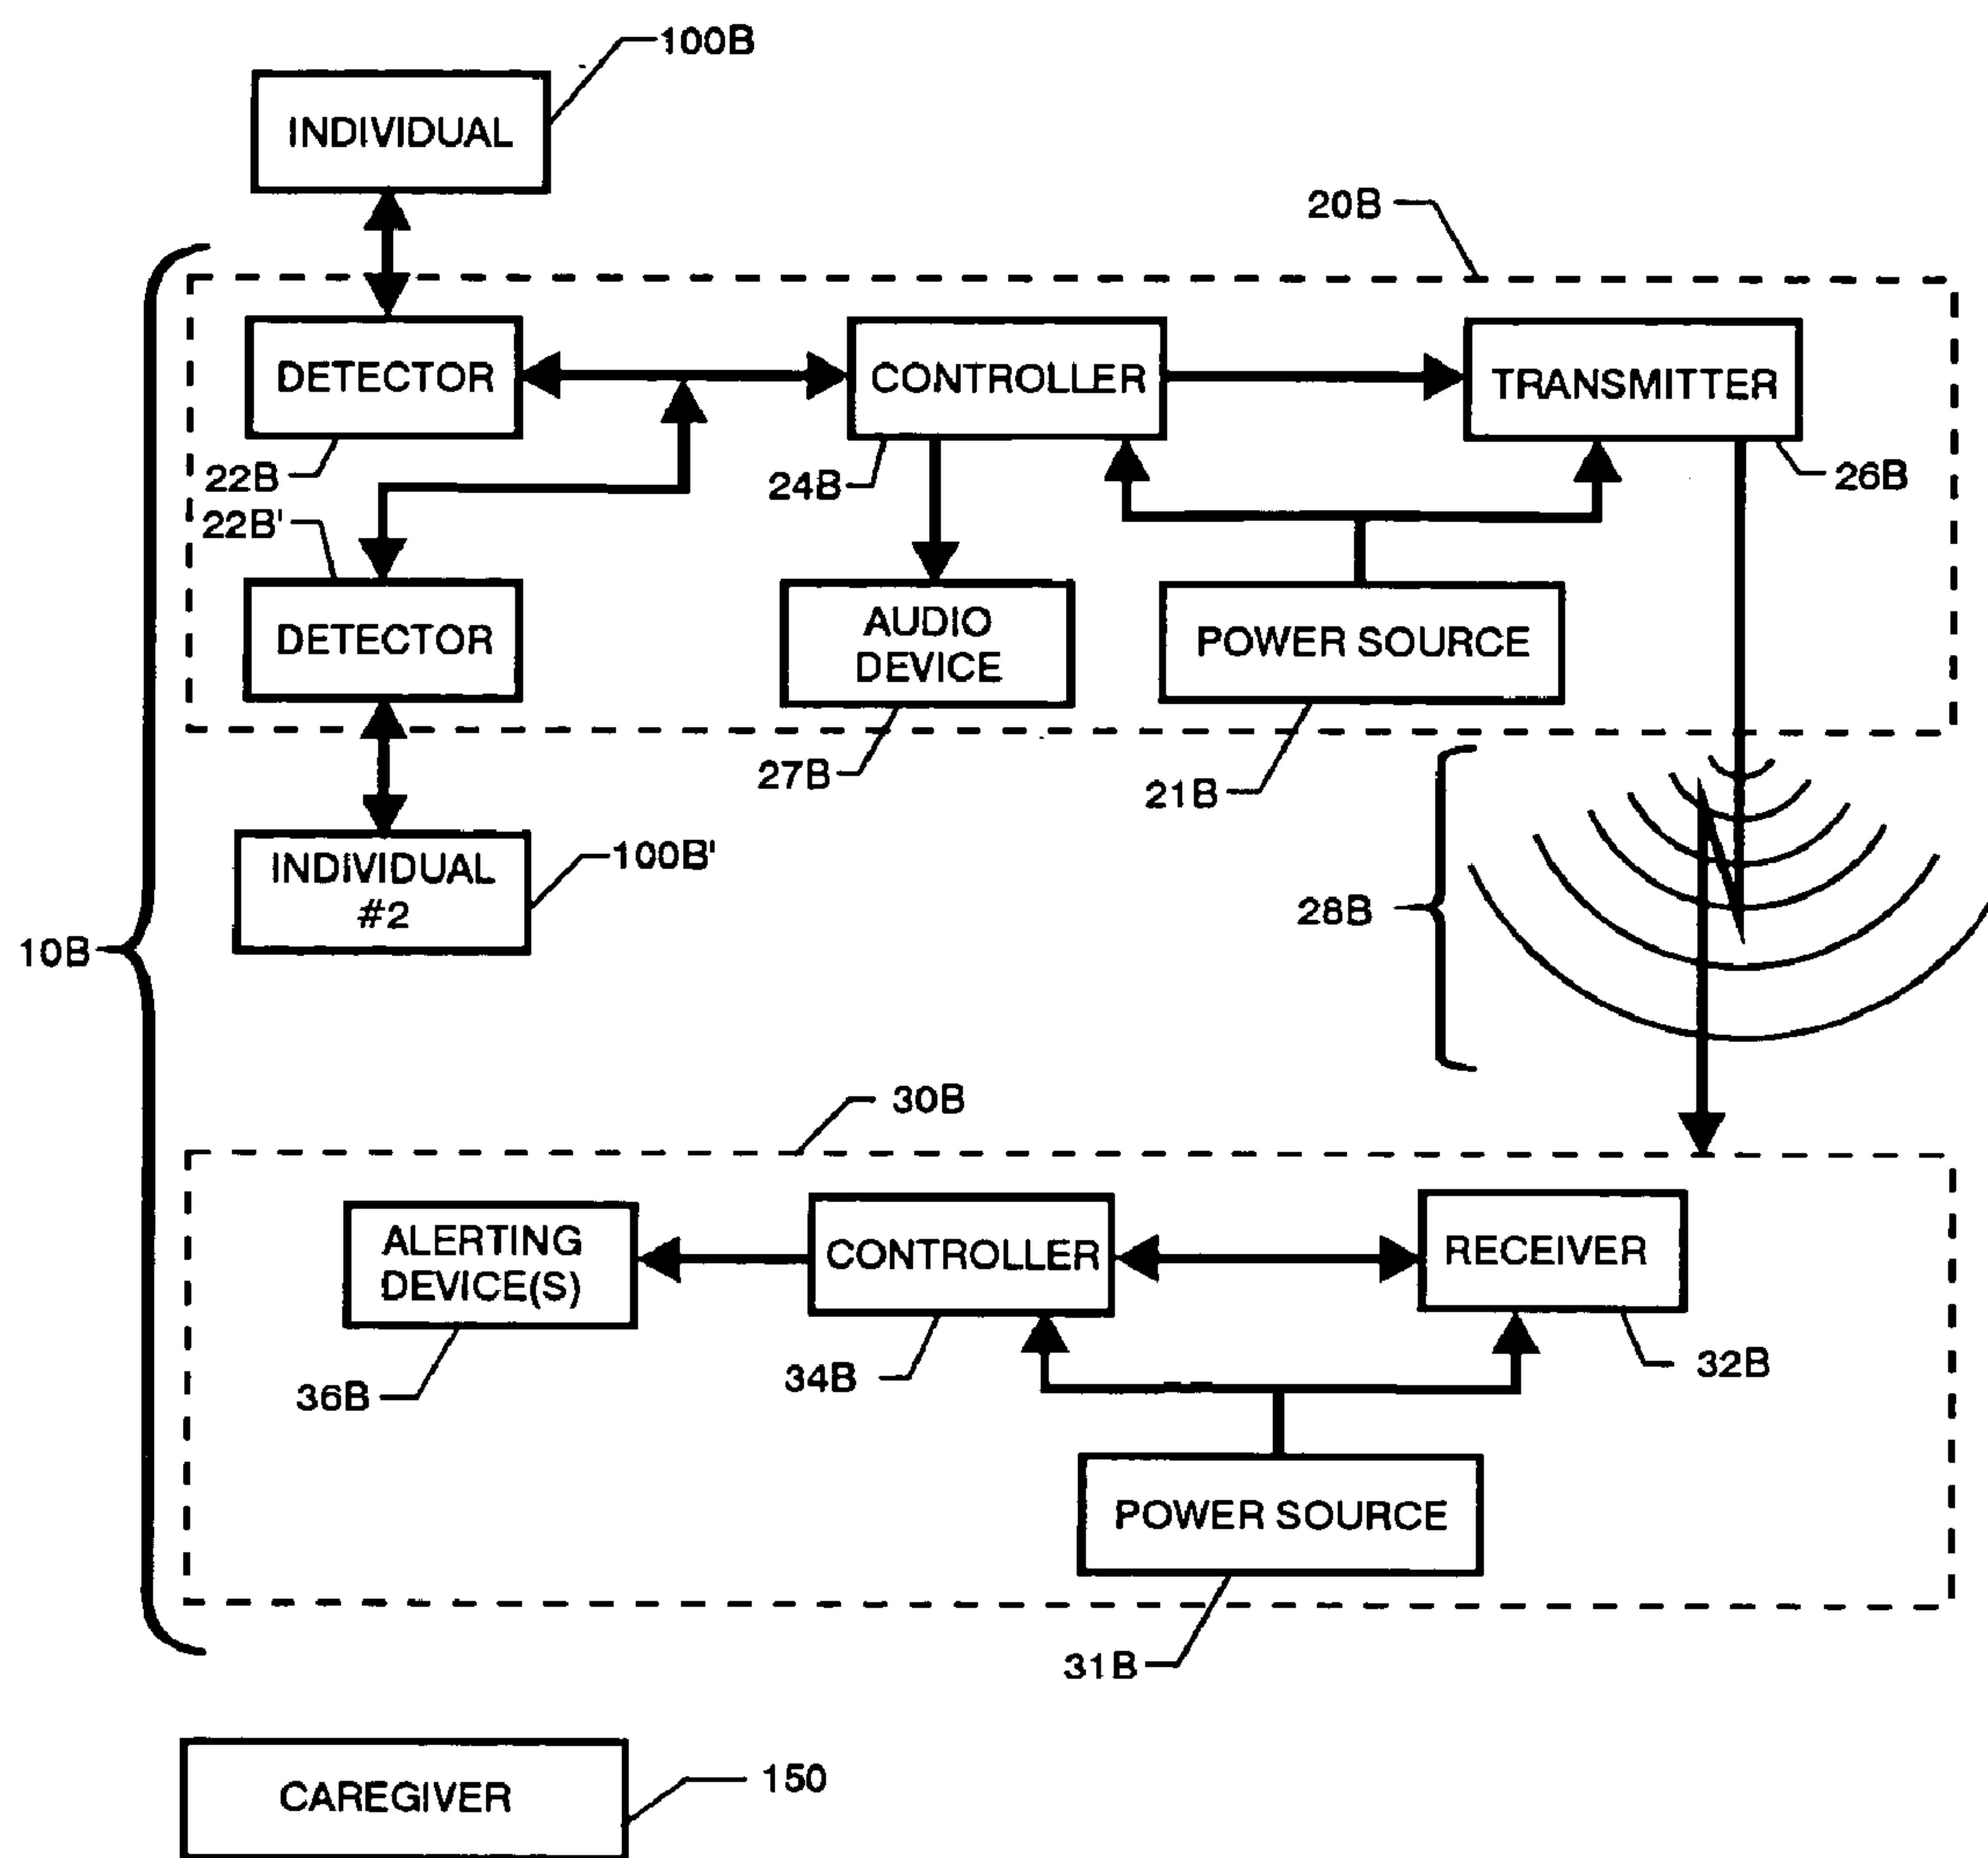 100B
INDIVIDUAL
20B
DETECTOR
CONTROLLER
TRANSMITTER
22B
24B
26B
22B'
DETECTOR
AUDIO
DEVICE
POWER SOURCE
27B
21B
INDIVIDUAL
#2
100B'
28B
10B
30B
ALERTING
DEVICE(S)
CONTROLLER
RECEIVER
36B
34B
32B
POWER SOURCE
31B
CAREGIVER
150